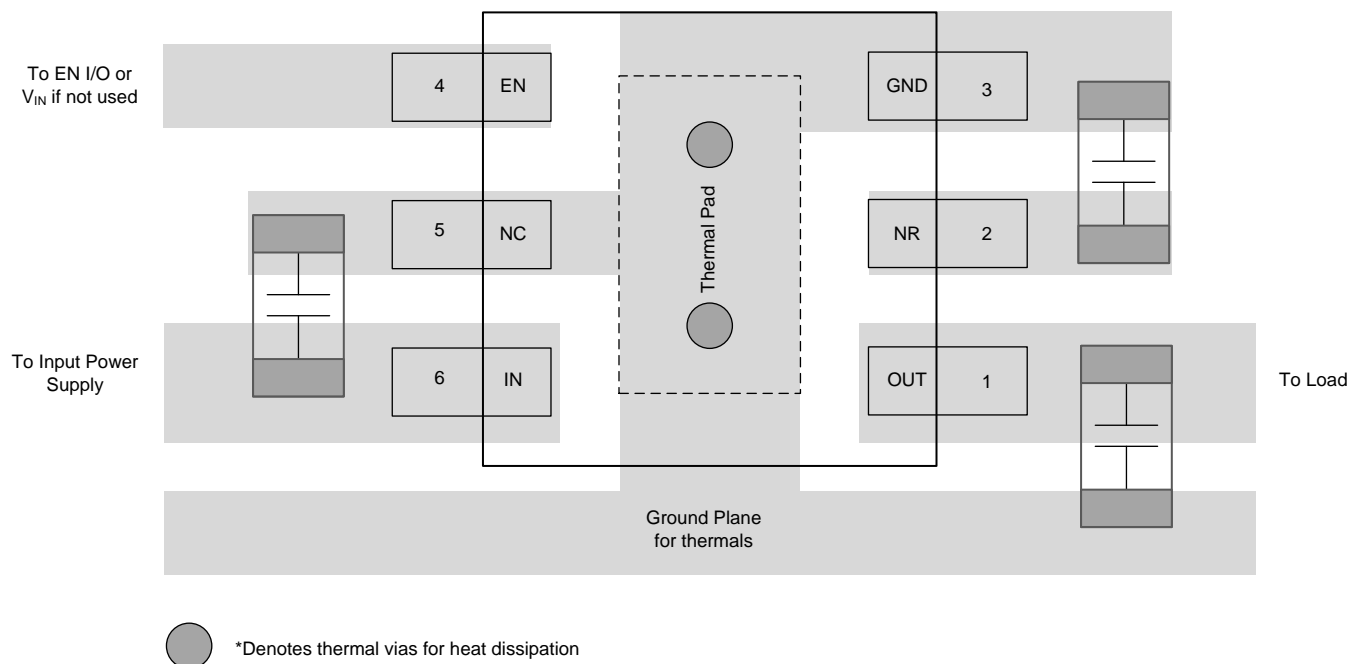 To EN I/O or
V_IN if not used
4 EN
GND 3
5 NC
Thermal Pad
NR 2
To Input Power
Supply
6 IN
OUT 1
To Load
Ground Plane
for thermals
*Denotes thermal vias for heat dissipation